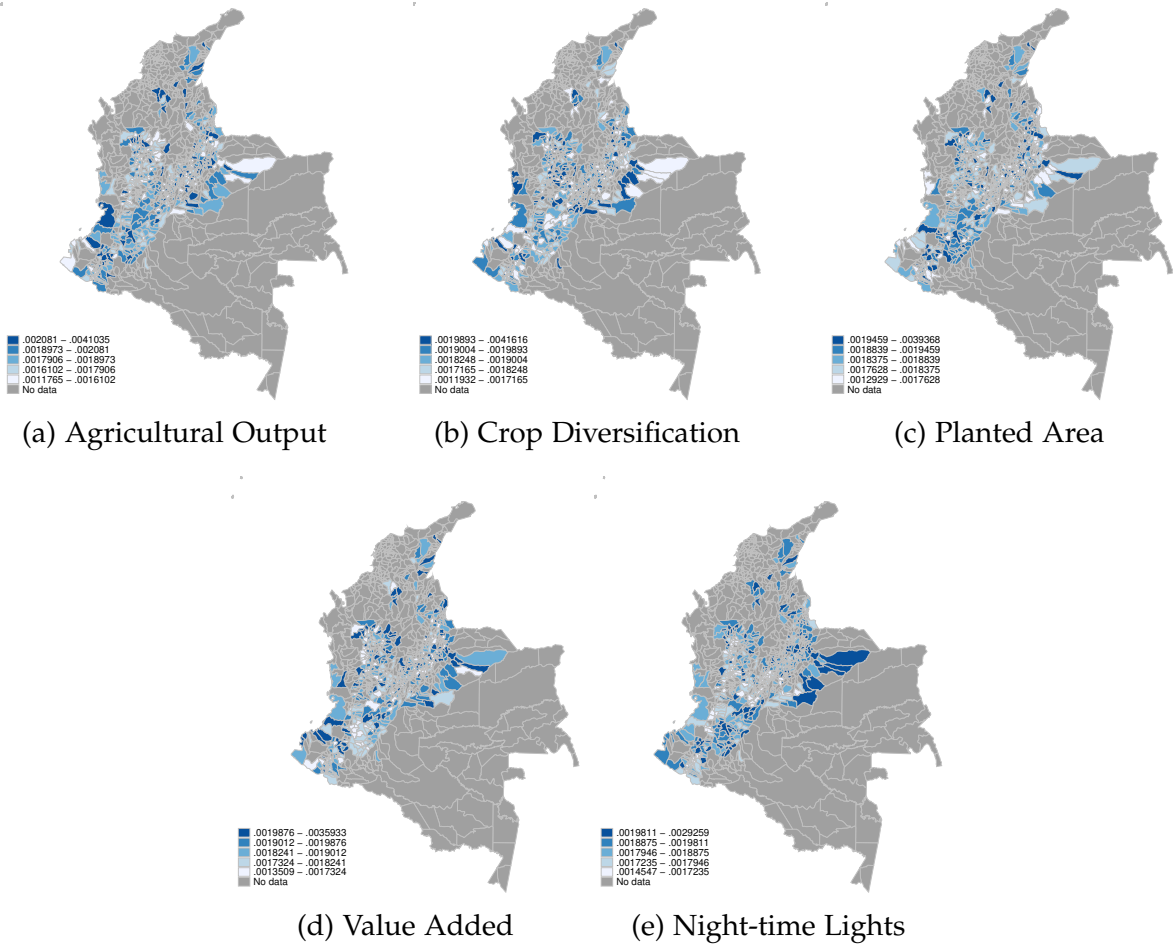 .002081 – .0041035
.0018973 – .002081
.0017906 – .0018973
.0016102 – .0017906
.0011765 – .0016102
No data
(a) Agricultural Output
.0019893 – .0041616
.0019004 – .0019893
.0018248 – .0019004
.0017165 – .0018248
.0011932 – .0017165
No data
(b) Crop Diversification
.0019459 – .0039368
.0018839 – .0019459
.0018375 – .0018839
.0017628 – .0018375
.0012929 – .0017628
No data
(c) Planted Area
.0019876 – .0035933
.0019012 – .0019876
.0018241 – .0019012
.0017324 – .0018241
.0013509 – .0017324
No data
(d) Value Added
.0019811 – .0029259
.0018875 – .0019811
.0017946 – .0018875
.0017235 – .0017946
.0014547 – .0017235
No data
(e) Night-time Lights